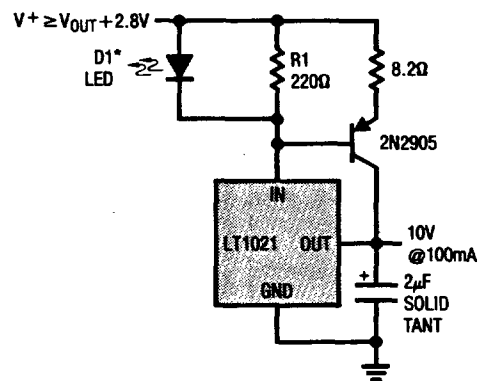 V+ ≥ VOUT + 2.8V
D1*
LED
R1
220Ω
8.2Ω
2N2905
IN
LT1021 OUT
GND
10V
@100mA
+
2μF
SOLID
TANT